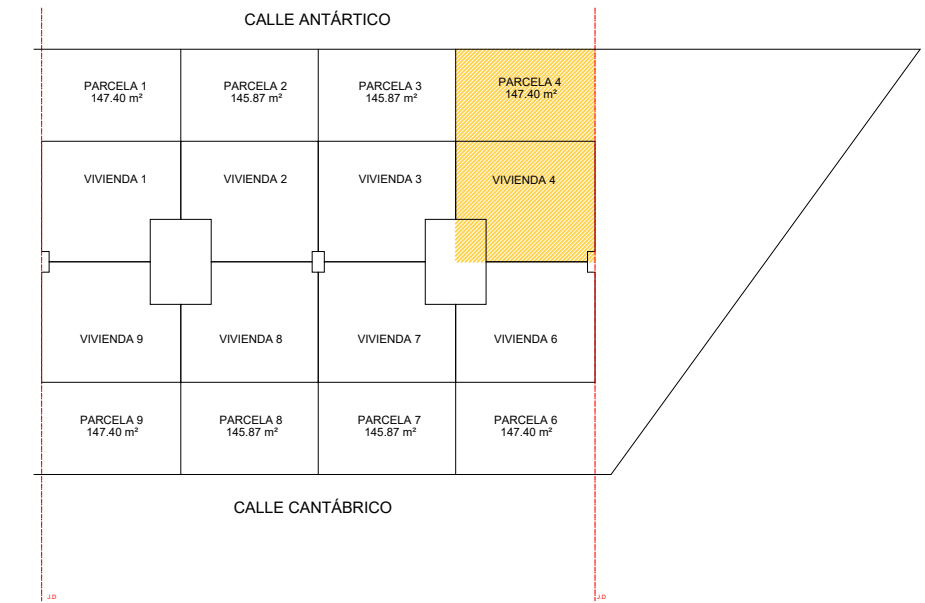 CALLE ANTÁRTICO
PARCELA 1
147.40 m²
PARCELA 2
145.87 m²
PARCELA 3
145.87 m²
PARCELA 4
147.40 m²
VIVIENDA 1
VIVIENDA 2
VIVIENDA 3
VIVIENDA 4
VIVIENDA 9
VIVIENDA 8
VIVIENDA 7
VIVIENDA 6
PARCELA 9
147.40 m²
PARCELA 8
145.87 m²
PARCELA 7
145.87 m²
PARCELA 6
147.40 m²
CALLE CANTÁBRICO